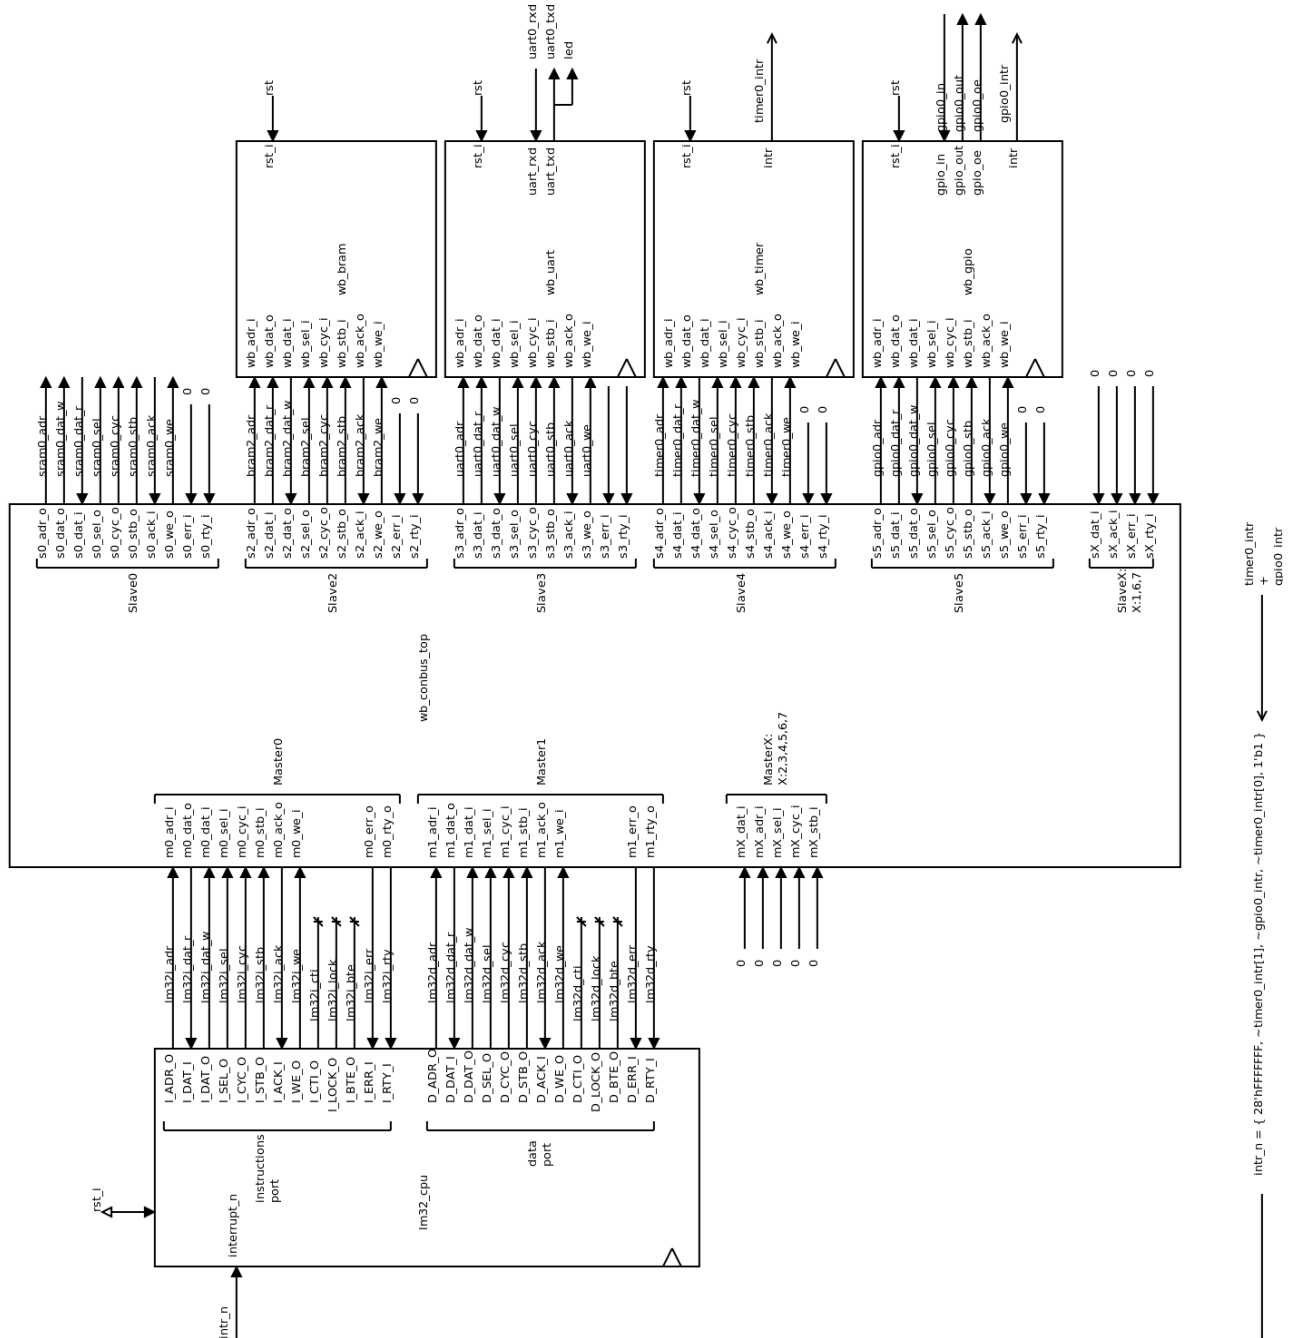 uart0_rxd
uart0_txd
led
rst
rst
rst
rst
timer0_intr
gpio0_in
gpio0_out
gpio0_oe
gpio0_intr
rst_i
rst_i
uart_rxd
uart_txd
rst_i
intr
rst_i
gpio_in
gpio_out
gpio_oe
intr
wb_bram
wb_uart
wb_timer
wb_gpio
wb_adr_i
wb_dat_o
wb_dat_i
wb_sel_i
wb_cyc_i
wb_stb_i
wb_ack_o
wb_we_i
wb_adr_i
wb_dat_o
wb_dat_i
wb_sel_i
wb_cyc_i
wb_stb_i
wb_ack_o
wb_we_i
wb_adr_i
wb_dat_o
wb_dat_i
wb_sel_i
wb_cyc_i
wb_stb_i
wb_ack_o
wb_we_i
wb_adr_i
wb_dat_o
wb_dat_i
wb_sel_i
wb_cyc_i
wb_stb_i
wb_ack_o
wb_we_i
sram0_adr
sram0_dat_w
sram0_dat_r
sram0_sel
sram0_cyc
sram0_stb
sram0_ack
sram0_we
0
0
bram2_adr
bram2_dat_r
bram2_dat_w
bram2_sel
bram2_cyc
bram2_stb
bram2_ack
bram2_we
0
0
uart0_adr
uart0_dat_r
uart0_dat_w
uart0_sel
uart0_cyc
uart0_stb
uart0_ack
uart0_we
timer0_adr
timer0_dat_r
timer0_dat_w
timer0_sel
timer0_cyc
timer0_stb
timer0_ack
timer0_we
0
0
gpio0_adr
gpio0_dat_r
gpio0_dat_w
gpio0_sel
gpio0_cyc
gpio0_stb
gpio0_ack
gpio0_we
0
0
0
0
0
0
s0_adr_o
s0_dat_o
s0_dat_i
s0_sel_o
s0_cyc_o
s0_stb_o
s0_ack_i
s0_we_o
s0_err_i
s0_rty_i
s2_adr_o
s2_dat_i
s2_dat_o
s2_sel_o
s2_cyc_o
s2_stb_o
s2_ack_i
s2_we_o
s2_err_i
s2_rty_i
s3_adr_o
s3_dat_i
s3_dat_o
s3_sel_o
s3_cyc_o
s3_stb_o
s3_ack_i
s3_we_o
s3_err_i
s3_rty_i
s4_adr_o
s4_dat_i
s4_dat_o
s4_sel_o
s4_cyc_o
s4_stb_o
s4_ack_i
s4_we_o
s4_err_i
s4_rty_i
s5_adr_o
s5_dat_i
s5_dat_o
s5_sel_o
s5_cyc_o
s5_stb_o
s5_ack_i
s5_we_o
s5_err_i
s5_rty_i
sX_dat_i
sX_ack_i
sX_err_i
sX_rty_i
Slave0
Slave2
Slave3
Slave4
Slave5
SlaveX:
X:1,6,7
wb_conbus_top
Master0
Master1
MasterX:
X:2,3,4,5,6,7
m0_adr_i
m0_dat_o
m0_dat_i
m0_sel_i
m0_cyc_i
m0_stb_i
m0_ack_o
m0_we_i
m0_err_o
m0_rty_o
m1_adr_i
m1_dat_o
m1_dat_i
m1_sel_i
m1_cyc_i
m1_stb_i
m1_ack_o
m1_we_i
m1_err_o
m1_rty_o
mX_dat_i
mX_adr_i
mX_sel_i
mX_cyc_i
mX_stb_i
lm32i_adr
lm32i_dat_r
lm32i_dat_w
lm32i_sel
lm32i_cyc
lm32i_stb
lm32i_ack
lm32i_we
lm32i_cti
lm32i_lock
lm32i_bte
lm32i_err
lm32i_rty
lm32d_adr
lm32d_dat_r
lm32d_dat_w
lm32d_sel
lm32d_cyc
lm32d_stb
lm32d_ack
lm32d_we
lm32d_cti
lm32d_lock
lm32d_bte
lm32d_err
lm32d_rty
0
0
0
0
0
I_ADR_O
I_DAT_I
I_DAT_O
I_SEL_O
I_CYC_O
I_STB_O
I_ACK_I
I_WE_O
I_CTI_O
I_LOCK_O
I_BTE_O
I_ERR_I
I_RTY_I
D_ADR_O
D_DAT_I
D_DAT_O
D_SEL_O
D_CYC_O
D_STB_O
D_ACK_I
D_WE_O
D_CTI_O
D_LOCK_O
D_BTE_O
D_ERR_I
D_RTY_I
instructions
port
data
port
lm32_cpu
rst_i
interrupt_n
intr_n
timer0_intr
+
gpio0 intr
intr_n = { 28'hFFFFFFF, ~timer0_intr[1], ~gpio0_intr, ~timer0_intr[0], 1'b1 }